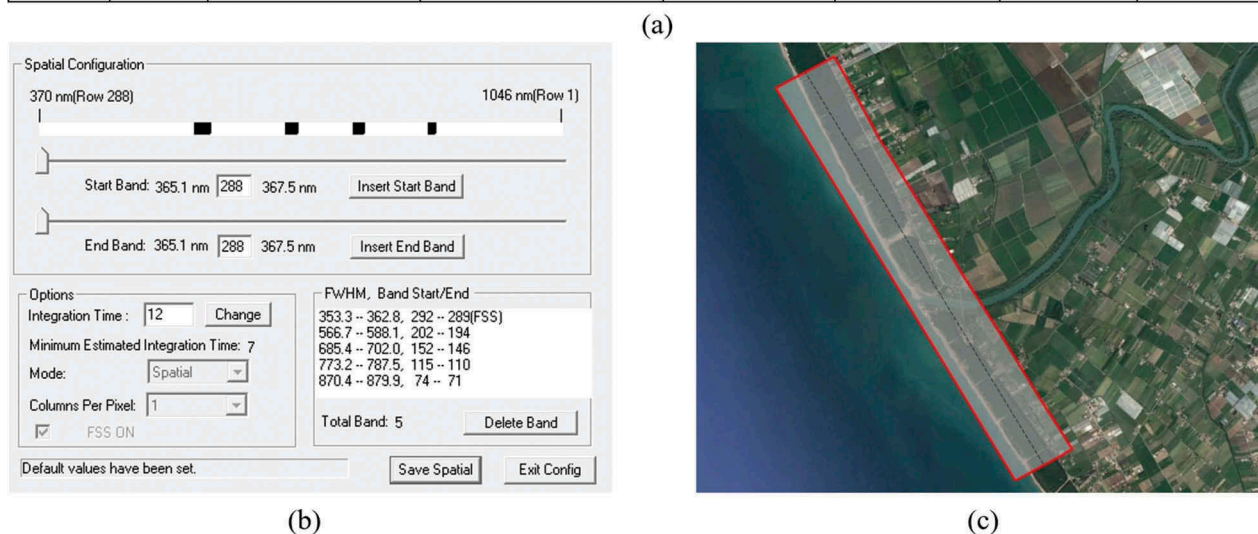 (a)
Spatial Configuration
370 nm(Row 288) 1046 nm(Row 1)
Start Band: 365.1 nm 288 367.5 nm Insert Start Band
End Band: 365.1 nm 288 367.5 nm Insert End Band
Options
Integration Time : 12 Change
Minimum Estimated Integration Time: 7
Mode: Spatial
Columns Per Pixel: 1
FSS ON
FWHM, Band Start/End
353.3 -- 362.8, 292 -- 289(FSS)
566.7 -- 588.1, 202 -- 194
685.4 -- 702.0, 152 -- 146
773.2 -- 787.5, 115 -- 110
870.4 -- 879.9, 74 -- 71
Total Band: 5 Delete Band
Default values have been set. Save Spatial Exit Config
(b)
(c)